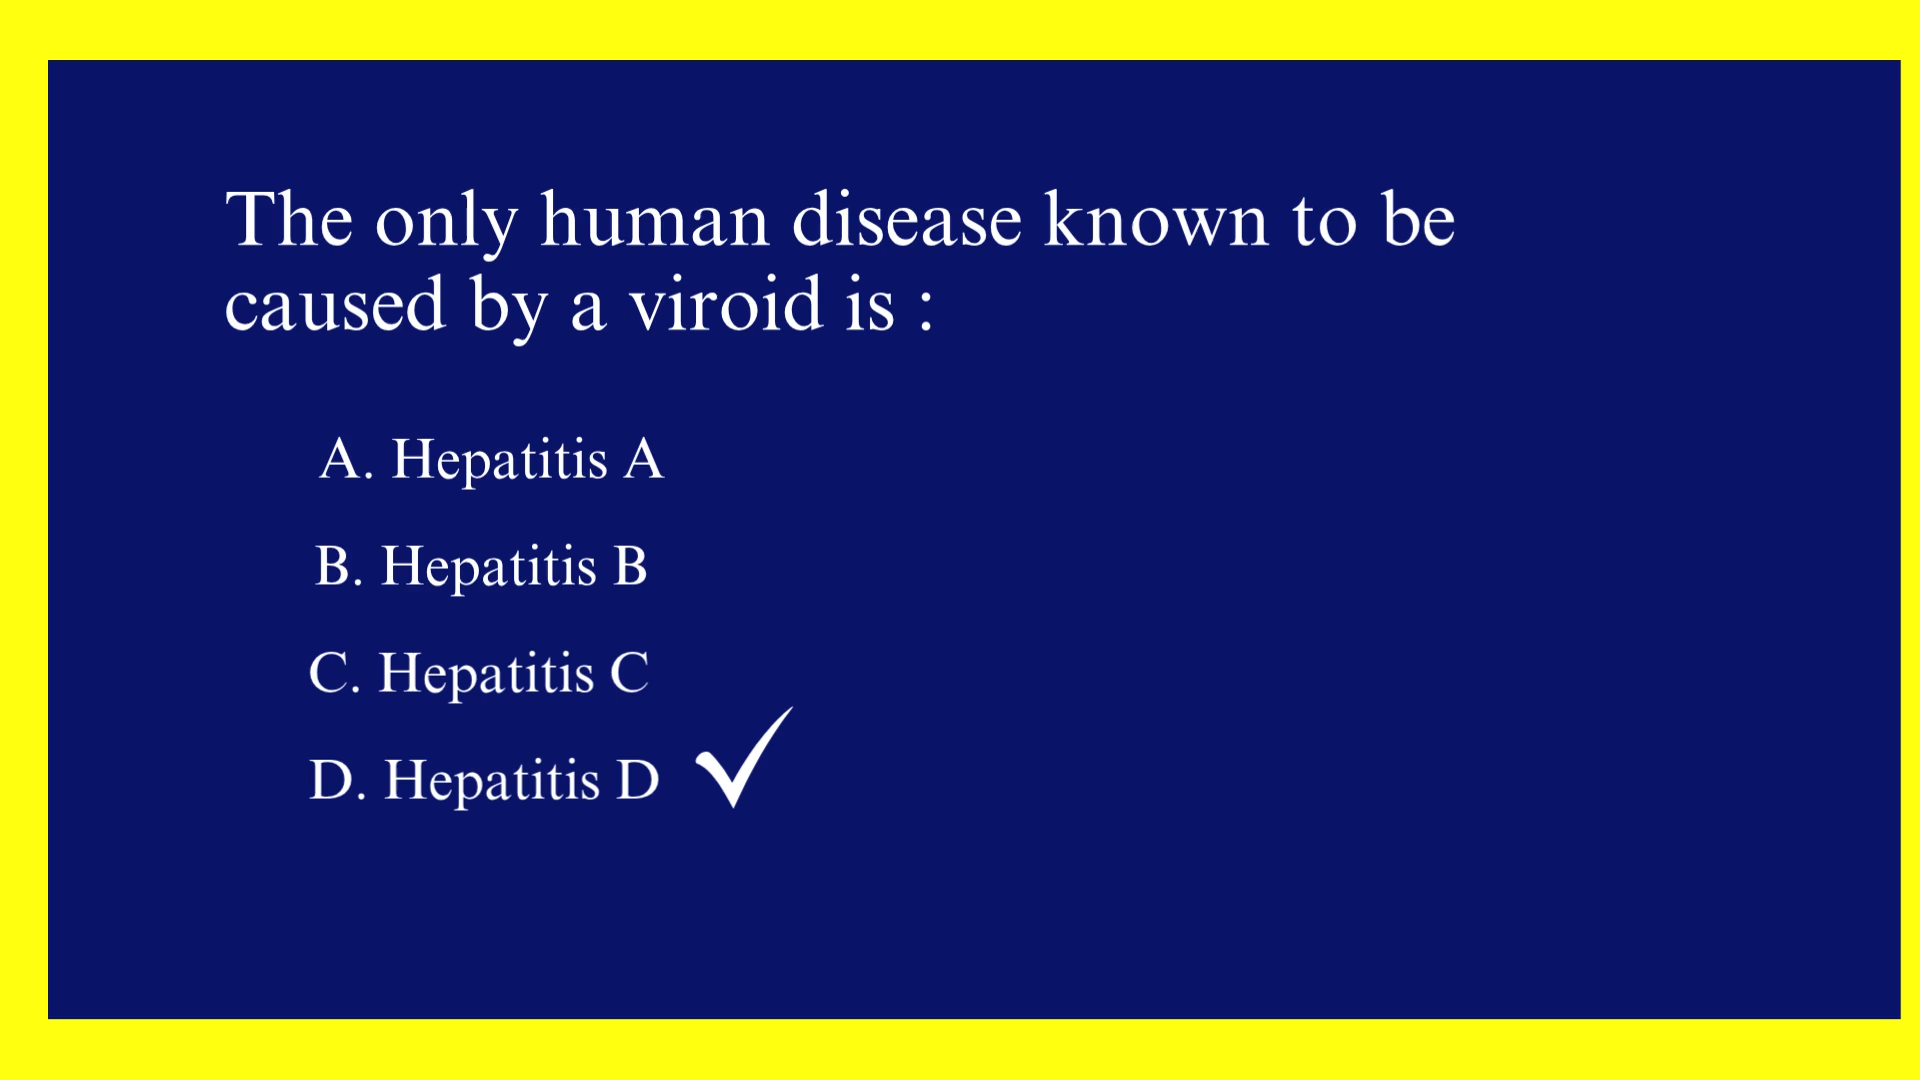 The only human disease known to be
caused by a viroid is :
A. Hepatitis A
B. Hepatitis B
C. Hepatitis C
D. Hepatitis D ✓